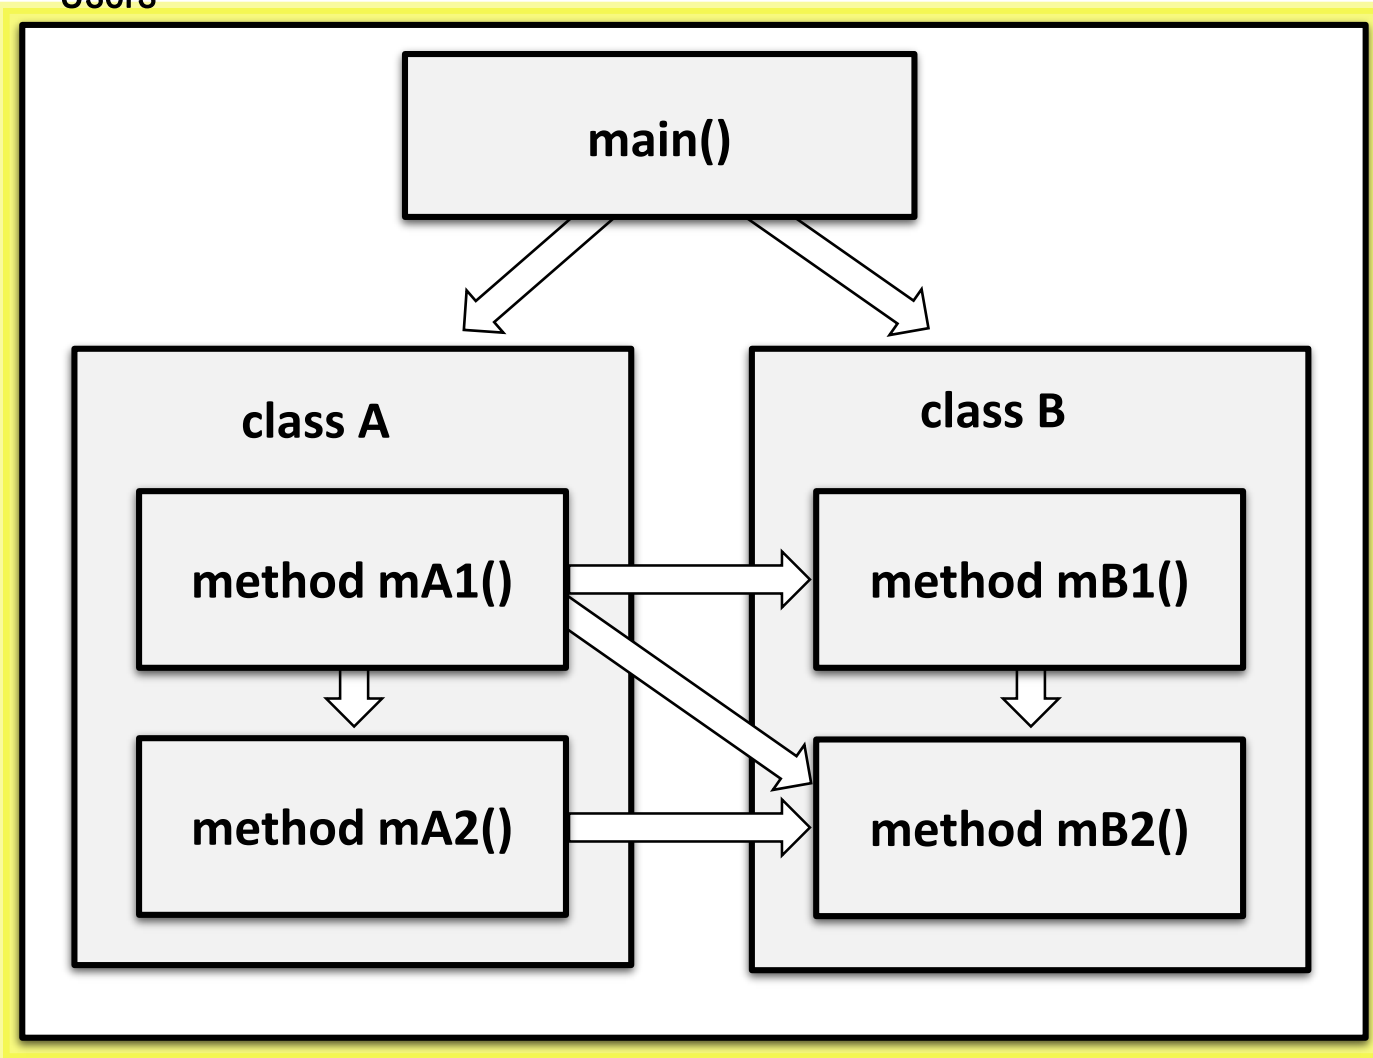 main()
class A
class B
method mA1()
method mB1()
method mA2()
method mB2()